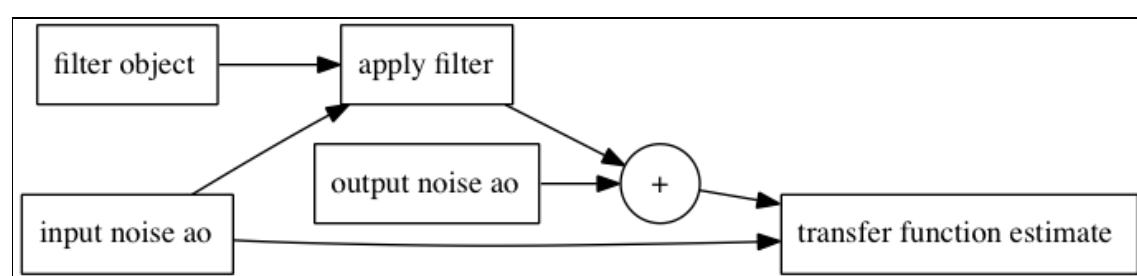 filter object
apply filter
output noise ao
+
input noise ao
transfer function estimate